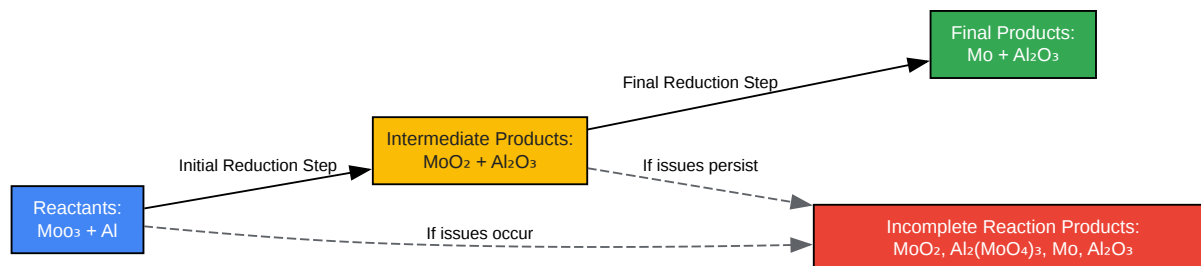 Final Products:
Mo + Al₂O₃
Final Reduction Step
Intermediate Products:
MoO₂ + Al₂O₃
Initial Reduction Step
If issues persist
Reactants:
Moo₃ + Al
If issues occur
Incomplete Reaction Products:
MoO₂, Al₂(MoO₄)₃, Mo, Al₂O₃